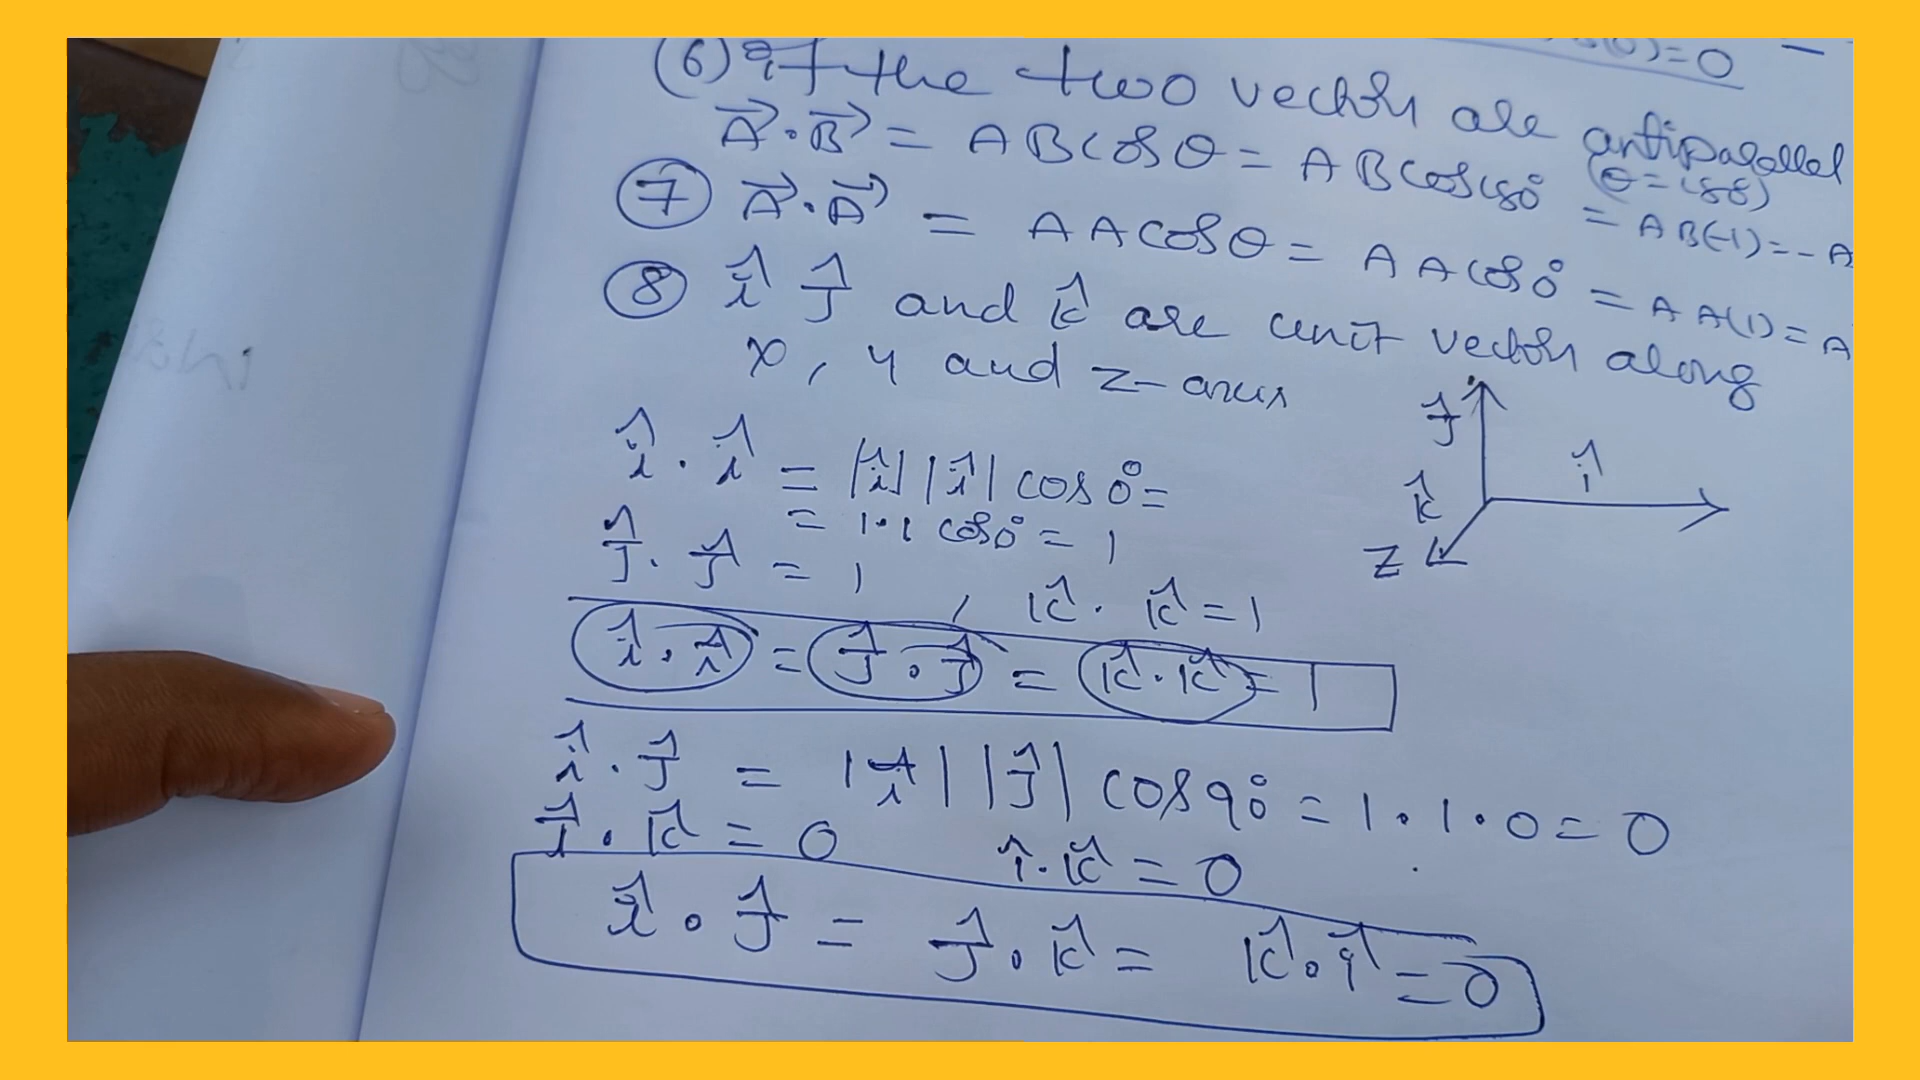 =0
(6) If the two vectors are antiparallel
(θ=180°)
A⃗·B⃗ = ABcosθ = ABcos180° = AB(-1)=-A
(7) A⃗·A⃗ = AAcosθ = AAcos0° = AA(1)=A
(8) î ĵ and k̂ are unit vectors along
x, y and z-axis
ĵ
î
k̂
Z
î·î = |î||î| cos0°=
= 1·1 cos0° = 1
ĵ·ĵ = 1 , k̂·k̂ = 1
î·î = ĵ·ĵ = k̂·k̂ = 1
î·ĵ = |î||ĵ| cos90° = 1·1·0 = 0
ĵ·k̂ = 0 î·k̂ = 0
î·ĵ = ĵ·k̂ = k̂·î = 0